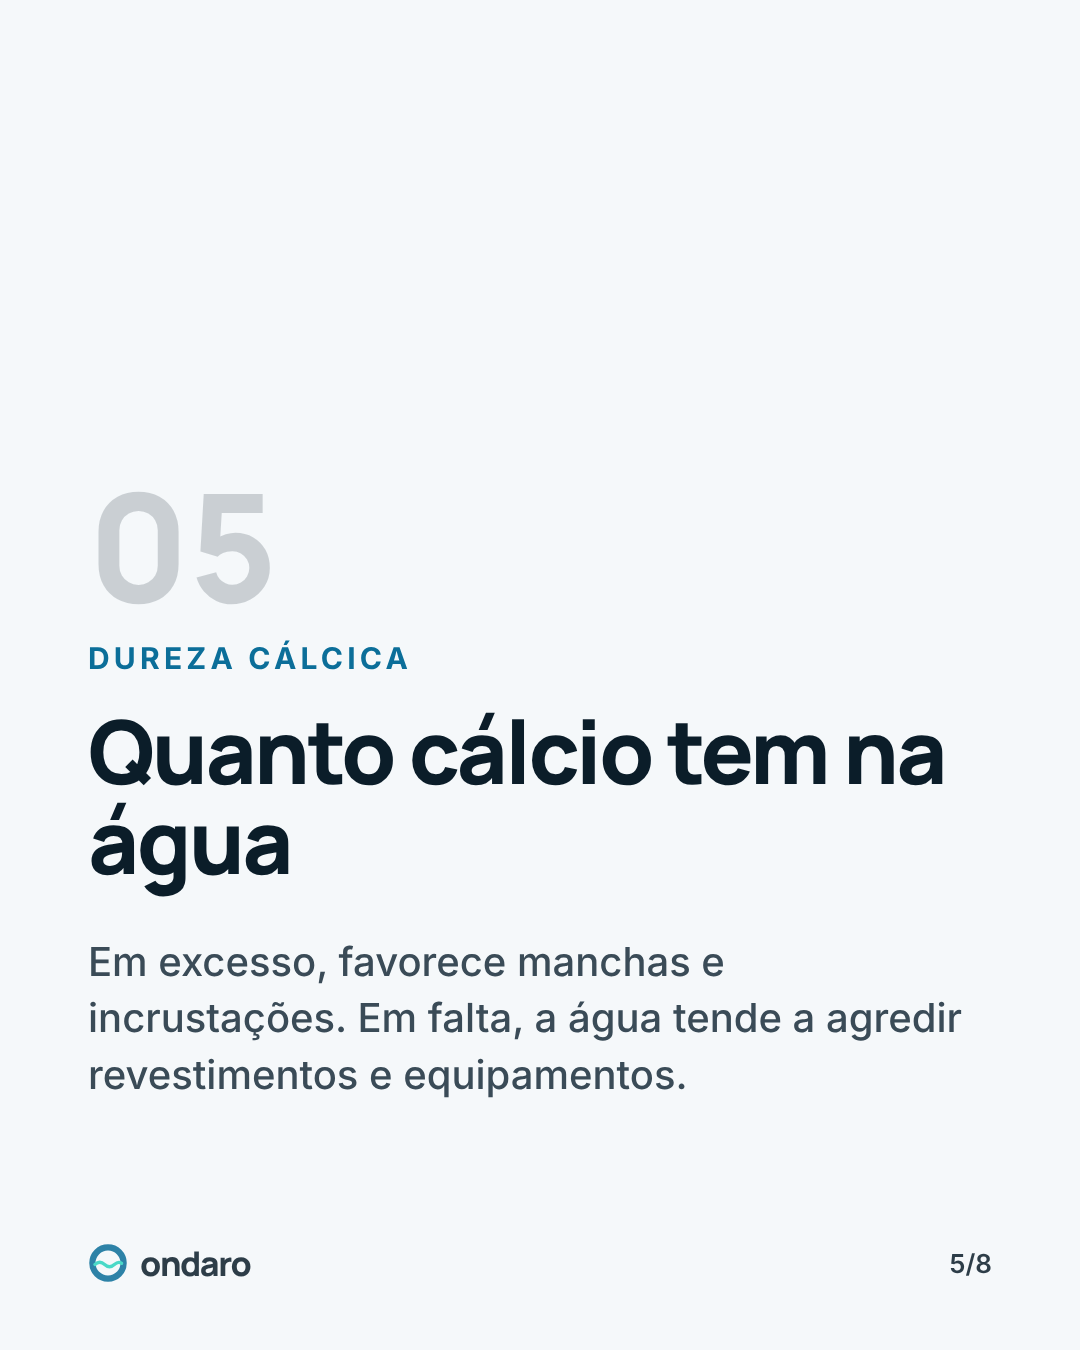 05
DUREZA CÁLCICA
Quanto cálcio tem na
água
Em excesso, favorece manchas e
incrustações. Em falta, a água tende a agredir
revestimentos e equipamentos.
ondaro
5/8